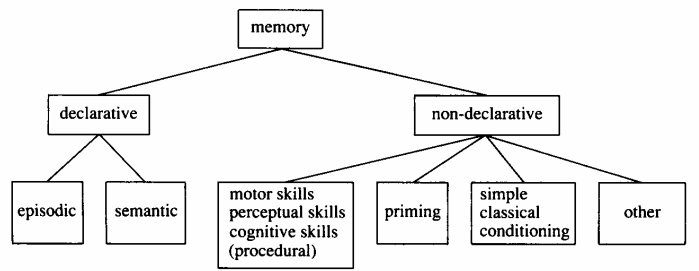 memory
declarative
non-declarative
episodic
semantic
motor skills
perceptual skills
cognitive skills
(procedural)
priming
simple
classical
conditioning
other